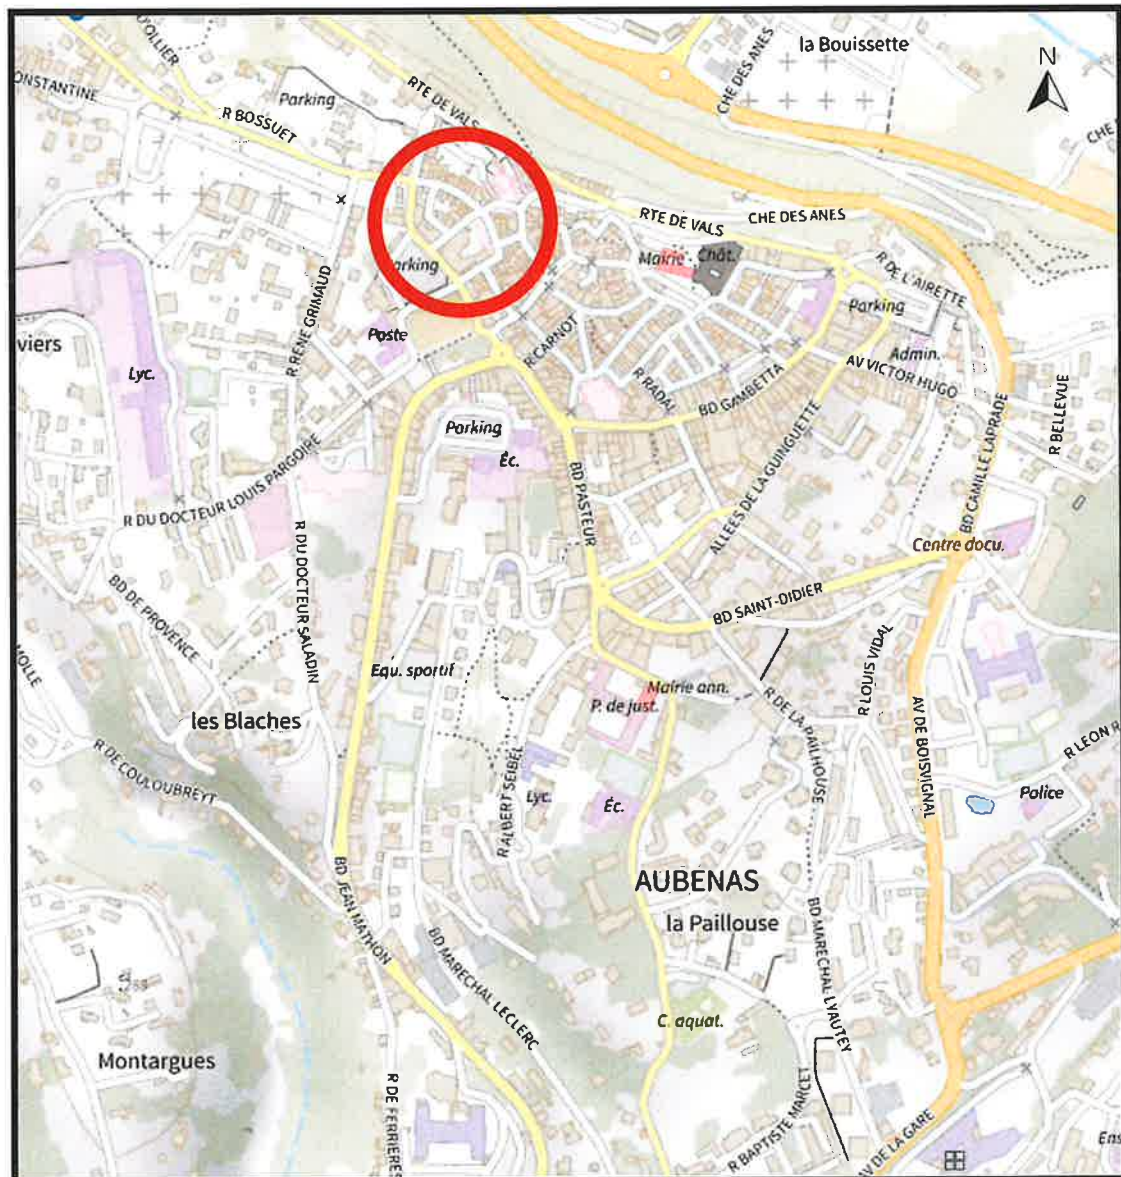 D'OLLIER
la Bouissette
CHE DES ANES
N
ONSTANTINE
Parking
RTE DE VALS
R BOSSUET
CHE
RTE DE VALS
CHE DES ANES
Mairie
Chât.
R DE L'AIRETTE
Parking
R RENE GRIMAUD
Parking
Poste
R CARNOT
Admin.
AV VICTOR HUGO
viers
Lyc.
R RADAL
BD GAMBETTA
R BELLEVUE
BD CAMILLE LAPRADE
Parking
Éc.
ALLEES DE LA GUINGUETTE
R DU DOCTEUR LOUIS PARGOIRE
BD PASTEUR
Centre docu.
R DU DOCTEUR SALADIN
BD DE PROVENCE
BD SAINT-DIDIER
R LOUIS VIDAL
MOLLE
Equ. sportif
Mairie ann.
P. de just.
les Blaches
R DE LA PAILHOUSE
AV DE BOISVIGNAL
R LEON R
R DE COULOUBREYT
R ALBERT SEIBEL
Lyc.
Éc.
Police
AUBENAS
la Paillouse
BD JEAN MATHON
BD MARECHAL LECLERC
BD MARECHAL LYAUTEY
C. aquat.
Montargues
R DE FERRIERES
R BAPTISTE MARCET
AV DE LA GARE
Ens